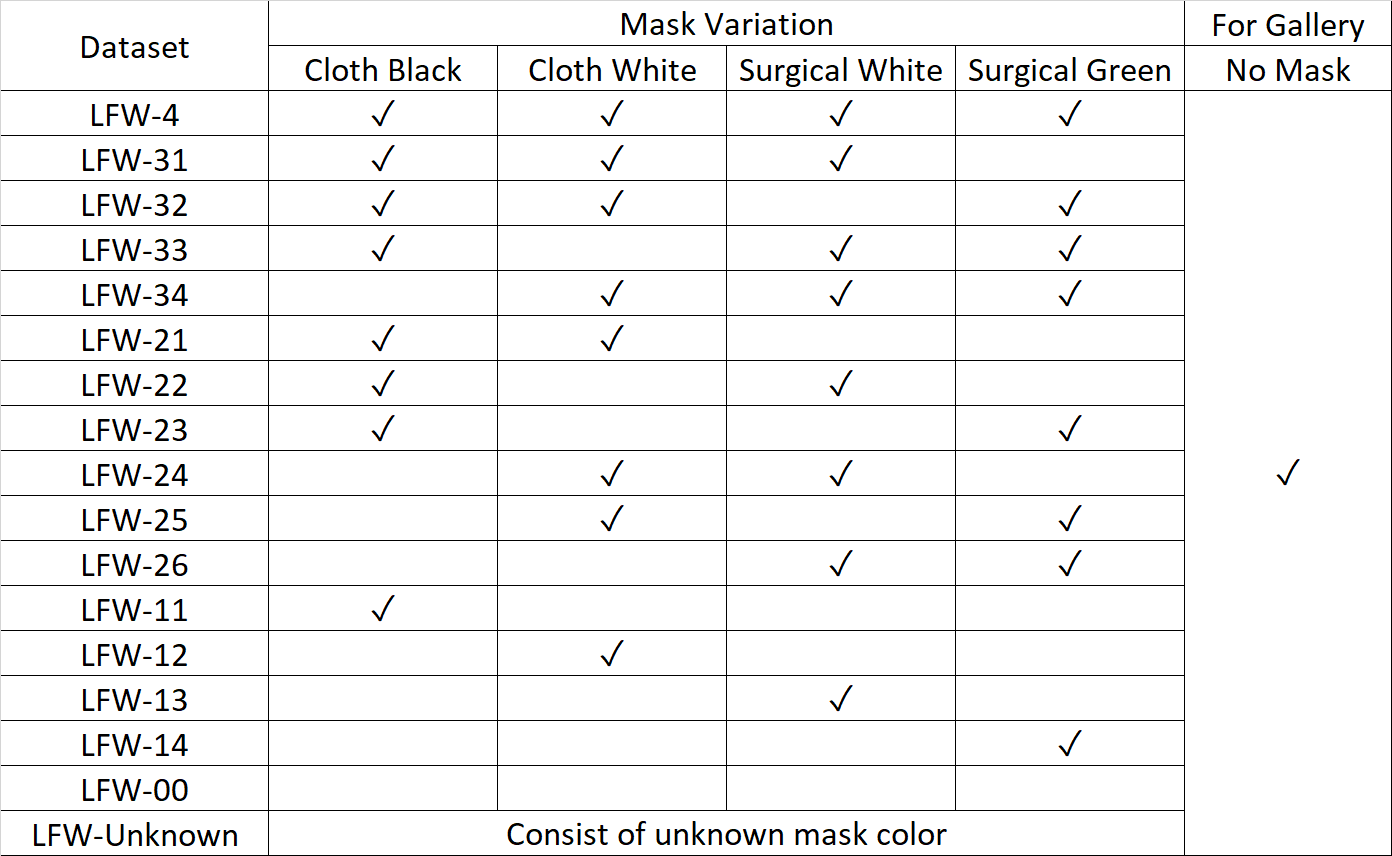 Dataset Mask Variation For Gallery
Cloth Black Cloth White Surgical White Surgical Green No Mask
LFW-4 ✓ ✓ ✓ ✓
LFW-31 ✓ ✓ ✓
LFW-32 ✓ ✓ ✓
LFW-33 ✓ ✓ ✓
LFW-34 ✓ ✓ ✓
LFW-21 ✓ ✓
LFW-22 ✓ ✓
LFW-23 ✓ ✓
LFW-24 ✓ ✓ ✓
LFW-25 ✓ ✓
LFW-26 ✓ ✓
LFW-11 ✓
LFW-12 ✓
LFW-13 ✓
LFW-14 ✓
LFW-00
LFW-Unknown Consist of unknown mask color